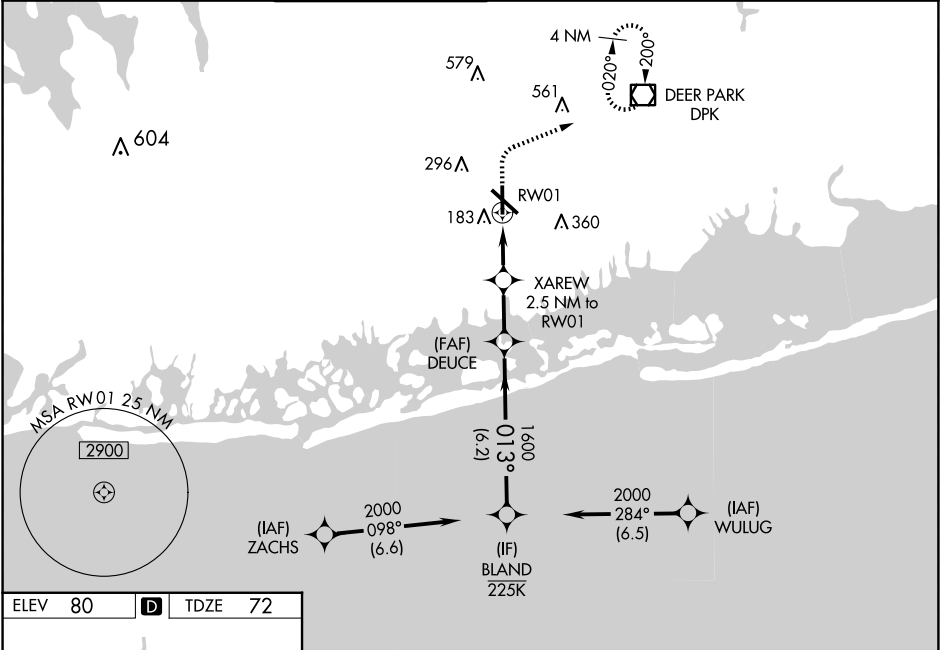 4 NM
020°
200°
DEER PARK
DPK
579
561
604
296
RW01
183
360
XAREW
2.5 NM to
RW01
(FAF)
DEUCE
MSA RW01 25 NM
2900
1600
013°
(6.2)
2000
098°
(6.6)
(IAF)
ZACHS
2000
284°
(6.5)
(IAF)
WULUG
(IF)
BLAND
225K
ELEV 80 D TDZE 72